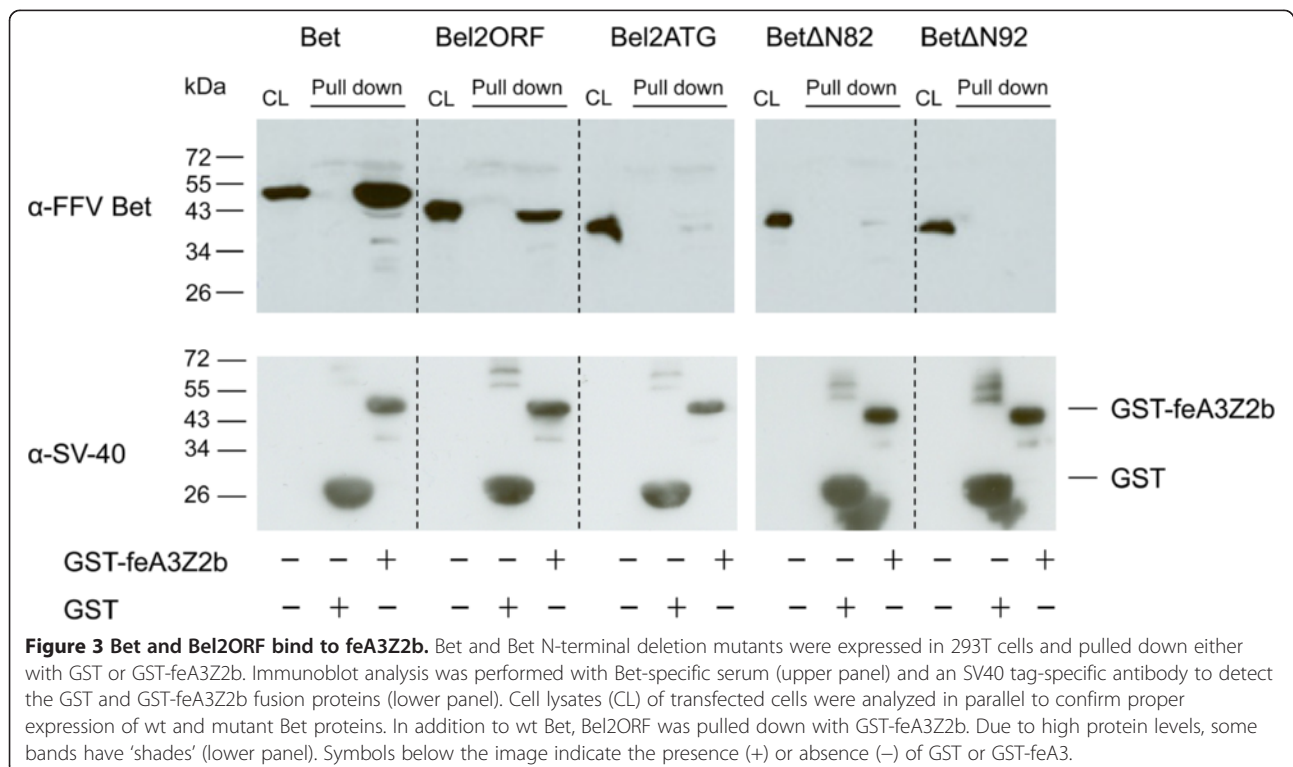 Bet Bel2ORF Bel2ATG BetΔN82 BetΔN92
kDa CL Pull down CL Pull down CL Pull down CL Pull down CL Pull down
72
55
α-FFV Bet 43
34
26
72
55
43 GST-feA3Z2b
α-SV-40 34
26 GST
GST-feA3Z2b − − + − − + − − + − − + − − +
GST − + − − + − − + − − + − − + −
Figure 3 Bet and Bel2ORF bind to feA3Z2b. Bet and Bet N-terminal deletion mutants were expressed in 293T cells and pulled down either
with GST or GST-feA3Z2b. Immunoblot analysis was performed with Bet-specific serum (upper panel) and an SV40 tag-specific antibody to detect
the GST and GST-feA3Z2b fusion proteins (lower panel). Cell lysates (CL) of transfected cells were analyzed in parallel to confirm proper
expression of wt and mutant Bet proteins. In addition to wt Bet, Bel2ORF was pulled down with GST-feA3Z2b. Due to high protein levels, some
bands have ‘shades’ (lower panel). Symbols below the image indicate the presence (+) or absence (−) of GST or GST-feA3.